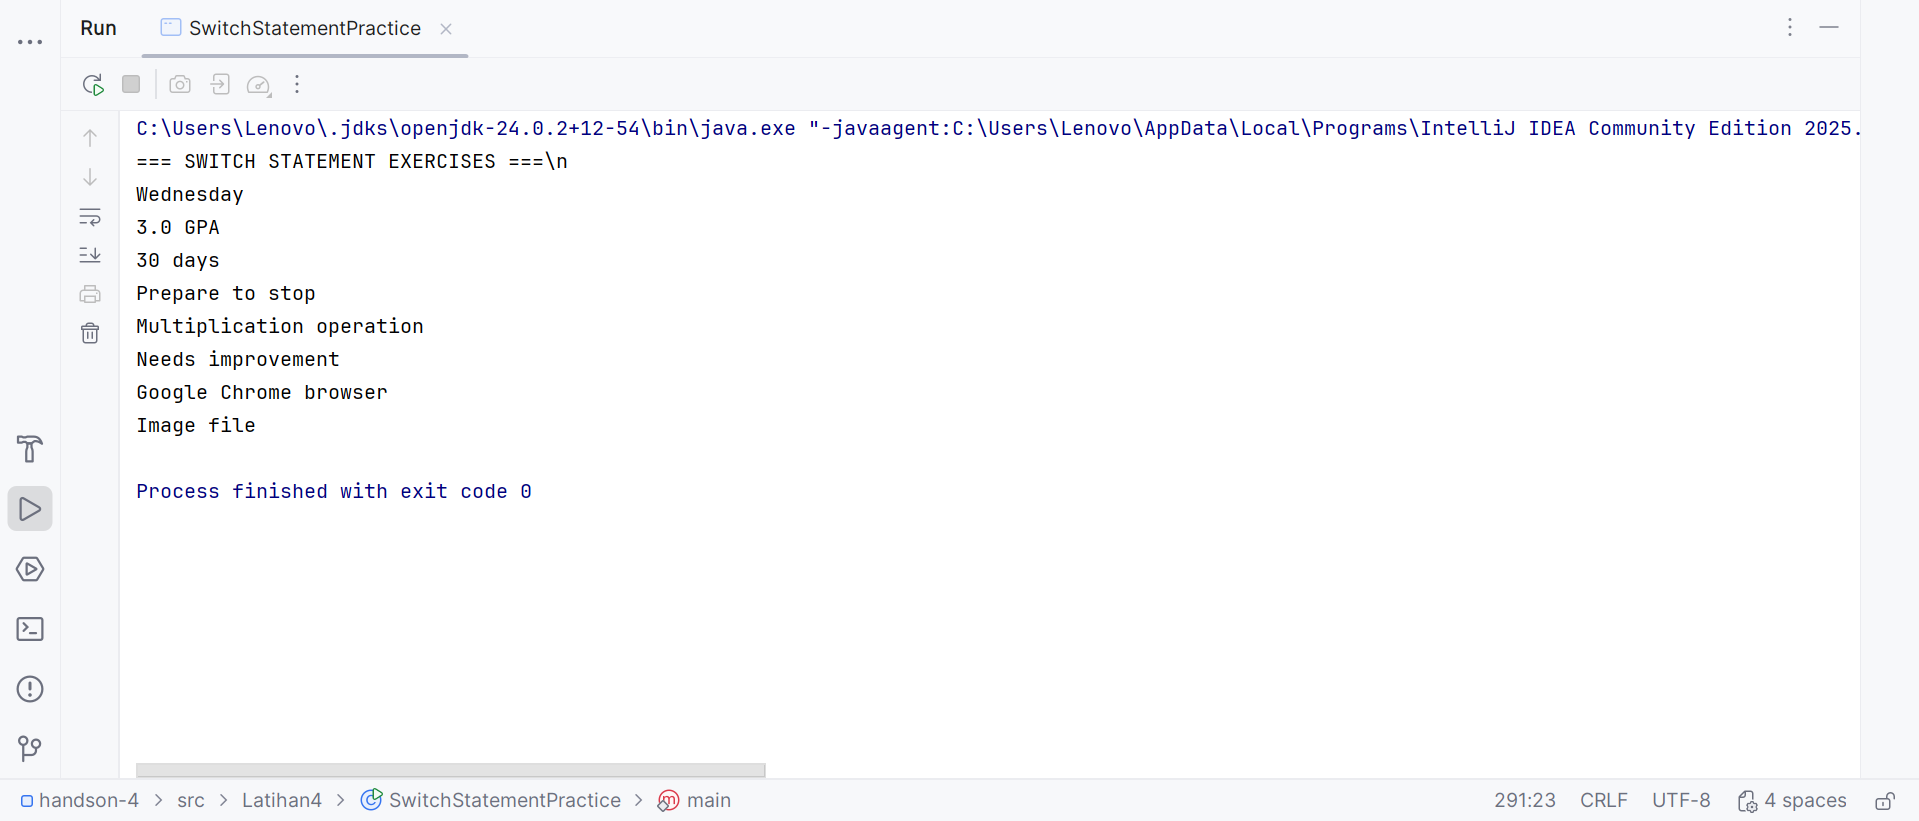 Run SwitchStatementPractice
C:\Users\Lenovo\.jdks\openjdk-24.0.2+12-54\bin\java.exe "-javaagent:C:\Users\Lenovo\AppData\Local\Programs\IntelliJ IDEA Community Edition 2025.
=== SWITCH STATEMENT EXERCISES ===\n
Wednesday
3.0 GPA
30 days
Prepare to stop
Multiplication operation
Needs improvement
Google Chrome browser
Image file
Process finished with exit code 0
handson-4 > src > Latihan4 > SwitchStatementPractice > main 291:23 CRLF UTF-8 4 spaces